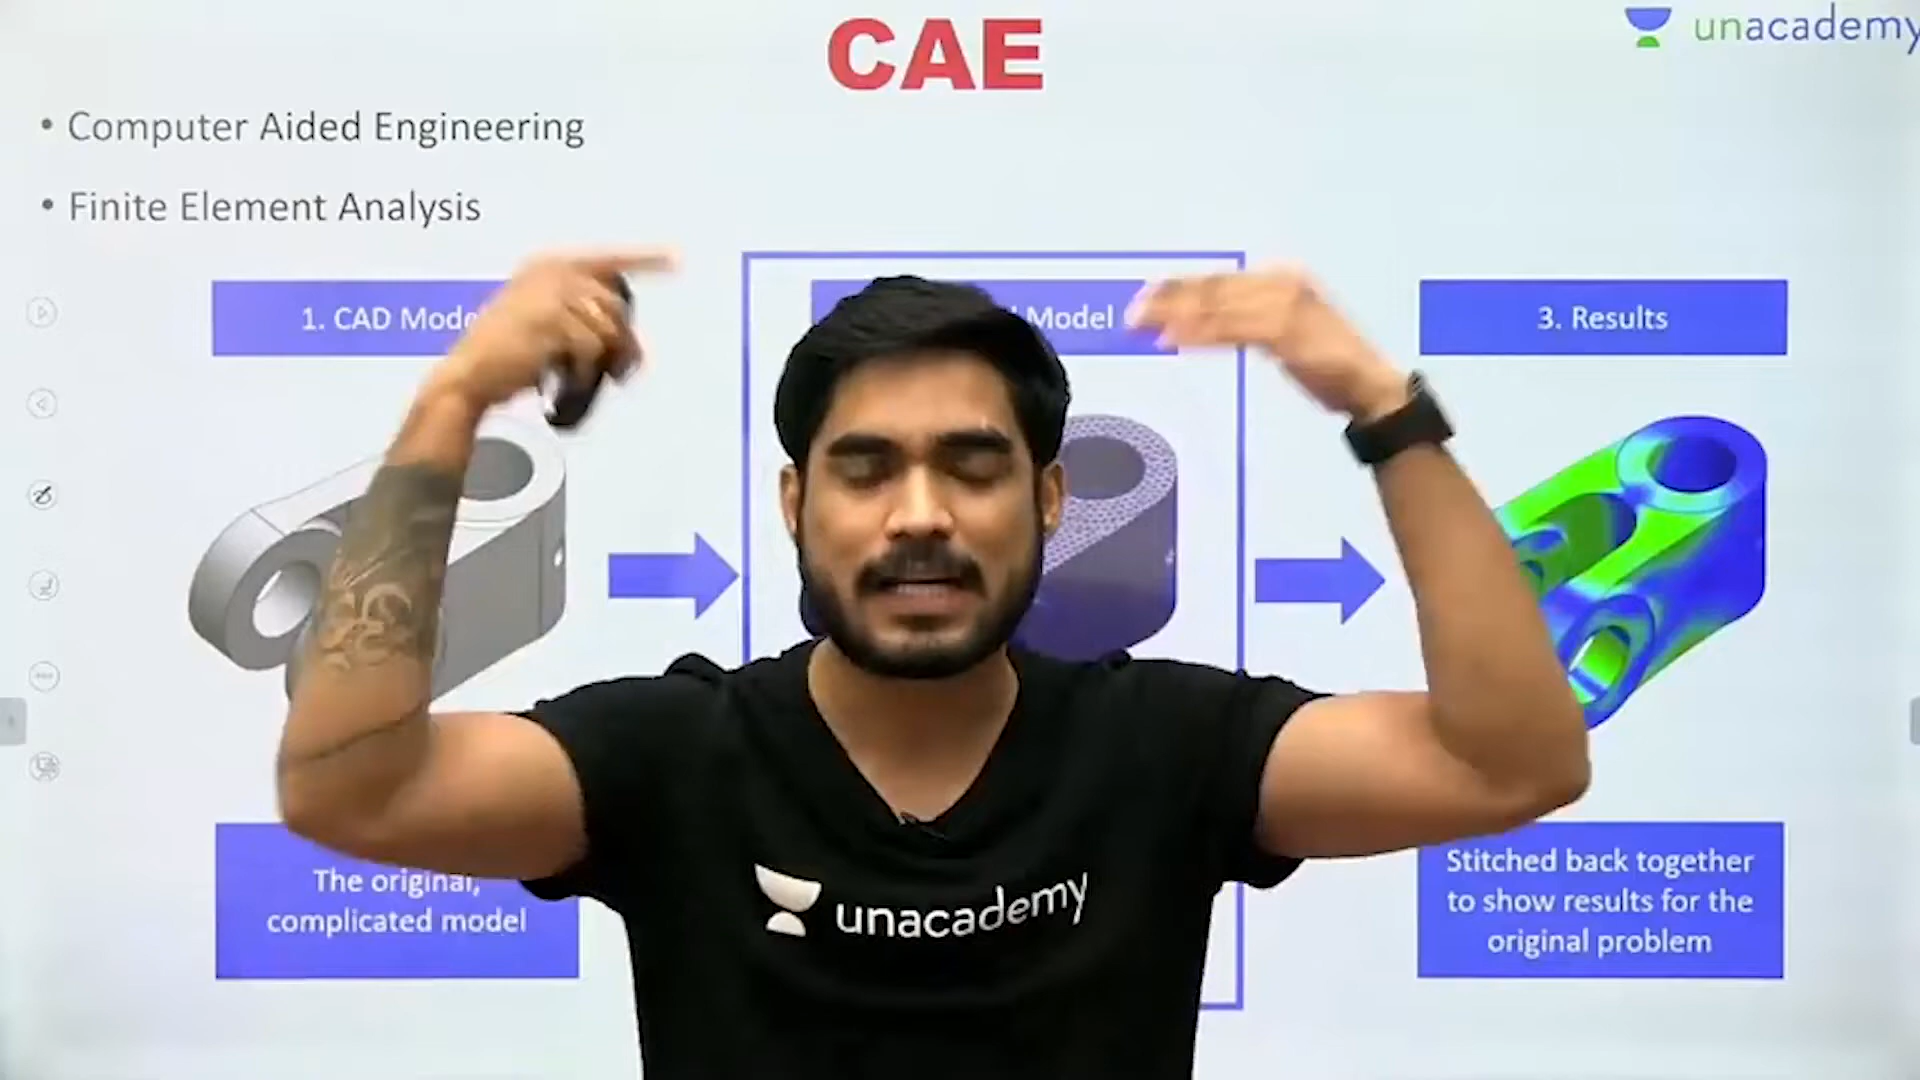 CAE
unacademy
• Computer Aided Engineering
• Finite Element Analysis
1. CAD
Model
3. Results
The original,
complicated model
Stitched back together
to show results for the
original problem
unacademy